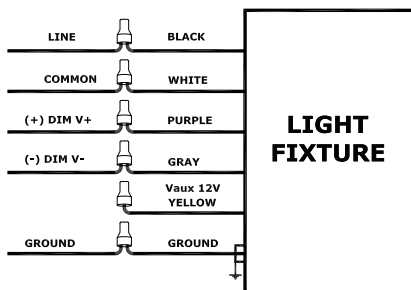 LINE BLACK
COMMON WHITE
(+) DIM V+ PURPLE
(-) DIM V- GRAY
Vaux 12V
YELLOW
GROUND GROUND
LIGHT
FIXTURE